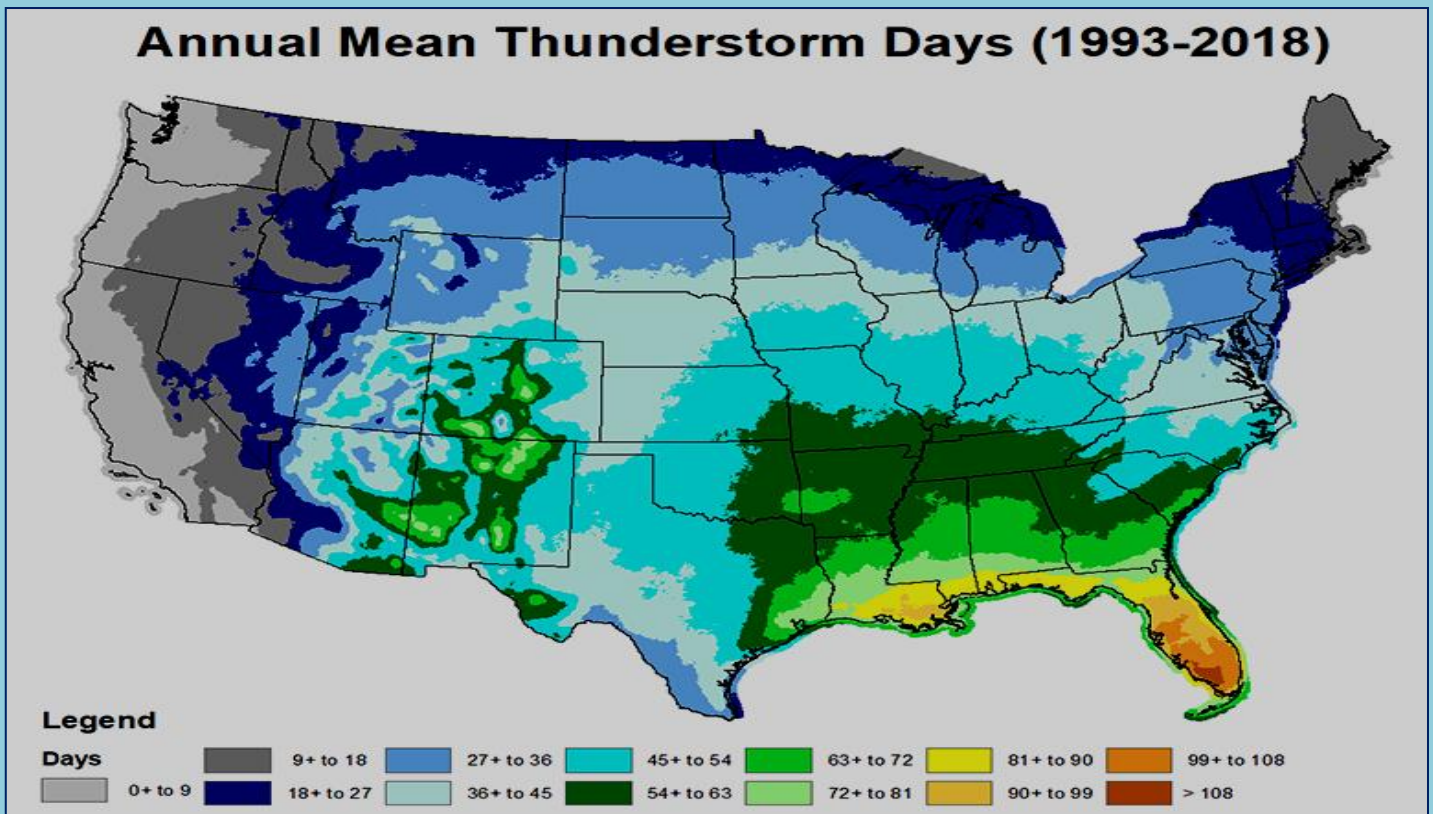 Annual Mean Thunderstorm Days (1993-2018)
Legend
Days
0+ to 9
9+ to 18
18+ to 27
27+ to 36
36+ to 45
45+ to 54
54+ to 63
63+ to 72
72+ to 81
81+ to 90
90+ to 99
99+ to 108
> 108